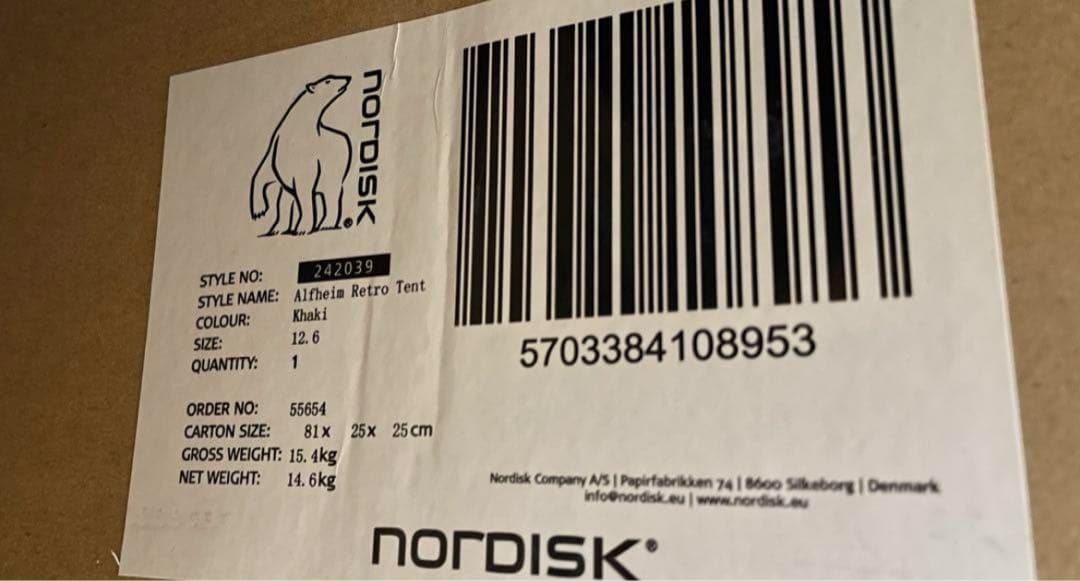 nordisk®
STYLE NO: 242039
STYLE NAME: Alfheim Retro Tent
COLOUR: Khaki
SIZE: 12.6
QUANTITY: 1
ORDER NO: 55654
CARTON SIZE: 81x 25x 25cm
GROSS WEIGHT: 15.4kg
NET WEIGHT: 14.6kg
5703384108953
Nordisk Company A/S | Papirfabrikken 74 | 8600 Silkeborg | Denmark
info@nordisk.eu | www.nordisk.eu
nordisk®